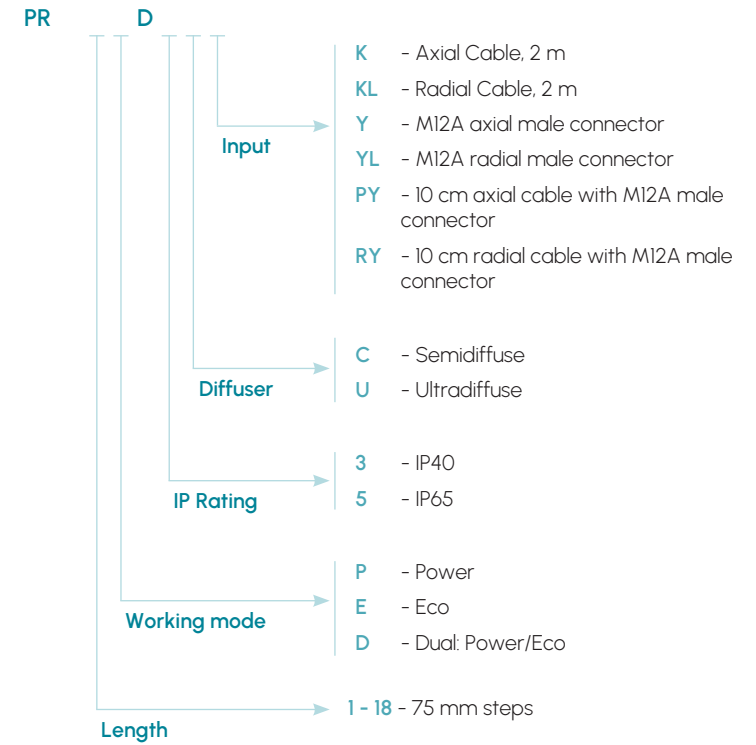 PR D
K - Axial Cable, 2 m
KL - Radial Cable, 2 m
Y - M12A axial male connector
Input
YL - M12A radial male connector
PY - 10 cm axial cable with M12A male
connector
RY - 10 cm radial cable with M12A male
connector
C - Semidiffuse
Diffuser
U - Ultradiffuse
3 - IP40
IP Rating
5 - IP65
P - Power
E - Eco
Working mode
D - Dual: Power/Eco
1 - 18 - 75 mm steps
Length